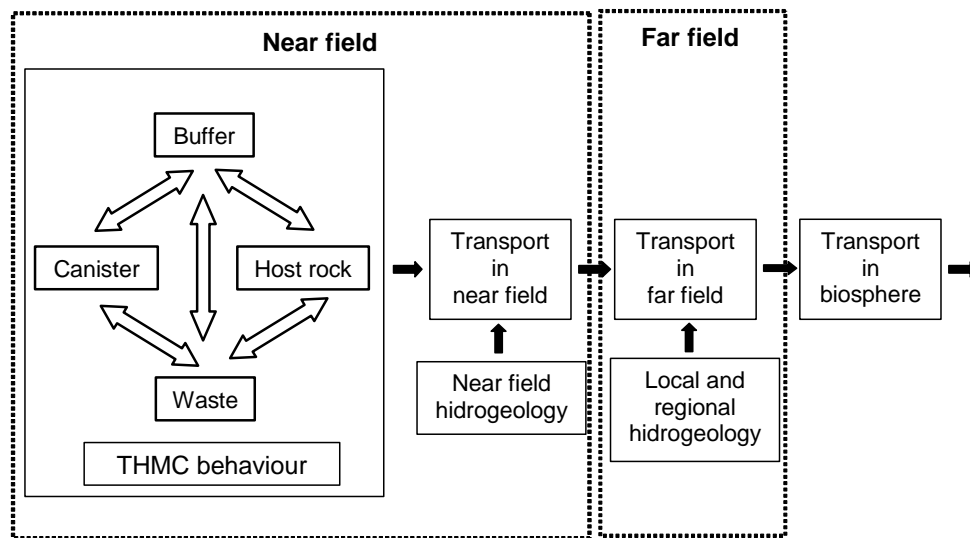 Near field
Far field
Buffer
Canister
Host rock
Waste
THMC behaviour
Transport
in
near field
Near field
hidrogeology
Transport
in
far field
Local and
regional
hidrogeology
Transport
in
biosphere